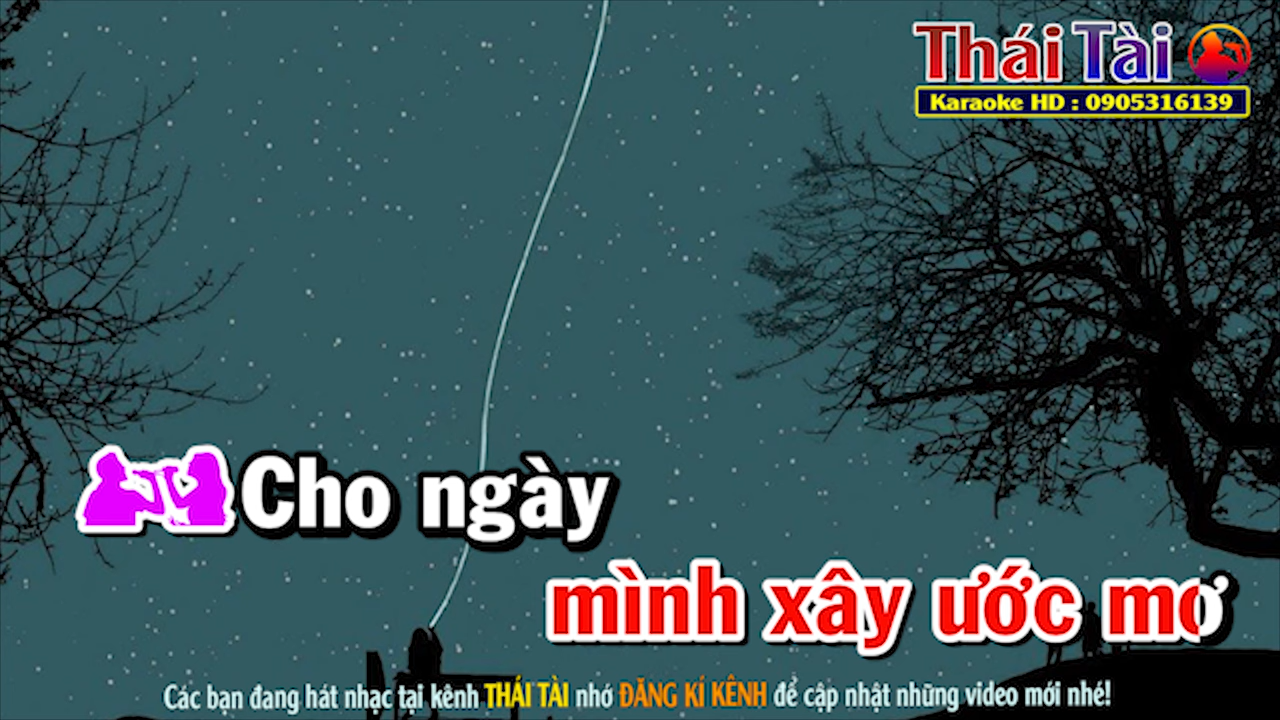 Thái Tài
Karaoke HD : 0905316139
Cho ngày
mình xây ước mơ
Các bạn đang hát nhạc tại kênh THÁI TÀI nhớ ĐĂNG KÍ KÊNH để cập nhật những video mới nhé!